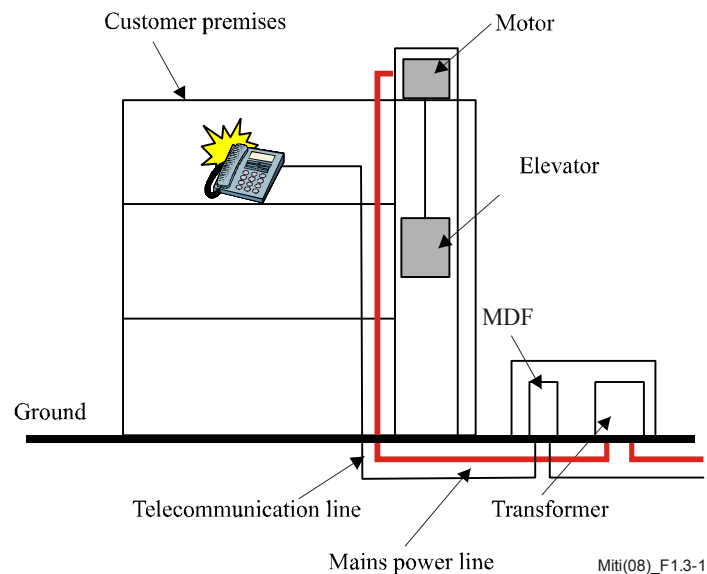 Customer premises
Motor
Elevator
MDF
Ground
Telecommunication line
Transformer
Mains power line
Miti(08)_F1.3-1